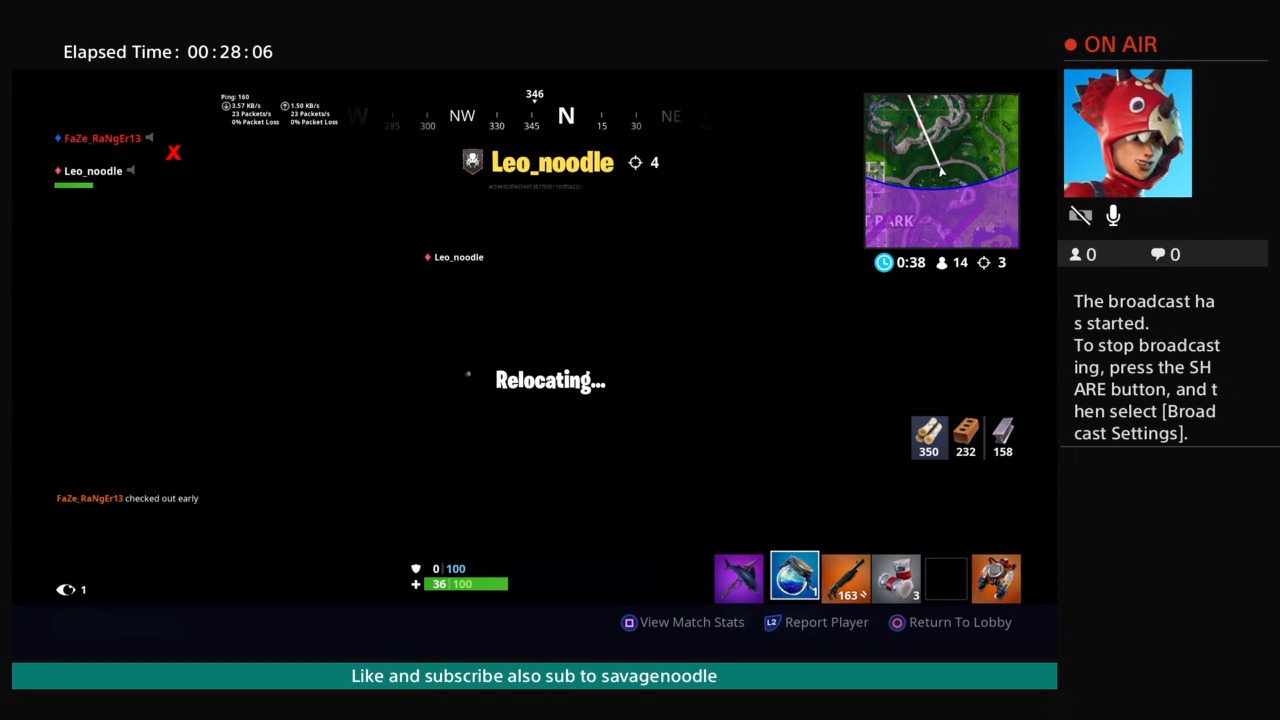 Elapsed Time: 00:28:06
ON AIR
Ping: 160
3.57 KB/s 1.50 KB/s
23 Packets/s 23 Packets/s
0% Packet Loss 0% Packet Loss
346
W 285 300 NW 330 345 N 15 30 NE 60
FaZe_RaNgEr13
X
Leo_noodle
Leo_noodle 4
T PARK
Leo_noodle
0:38 14 3
0 0
The broadcast ha
s started.
To stop broadcast
ing, press the SH
ARE button, and t
hen select [Broad
cast Settings].
Relocating...
350 232 158
FaZe_RaNgEr13 checked out early
0|100
36|100
1 163 3
1
View Match Stats L2 Report Player Return To Lobby
Like and subscribe also sub to savagenoodle